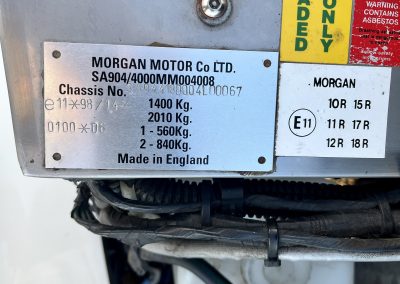 MORGAN MOTOR Co LTD.
SA904/4000MM004008
Chassis No.
1400 Kg.
2010 Kg.
1 - 560Kg.
2 - 840Kg.
Made in England
ONLY
WARNING
CONTAINS
ASBESTOS
MORGAN
10R 15R
E11 11R 17R
12R 18R